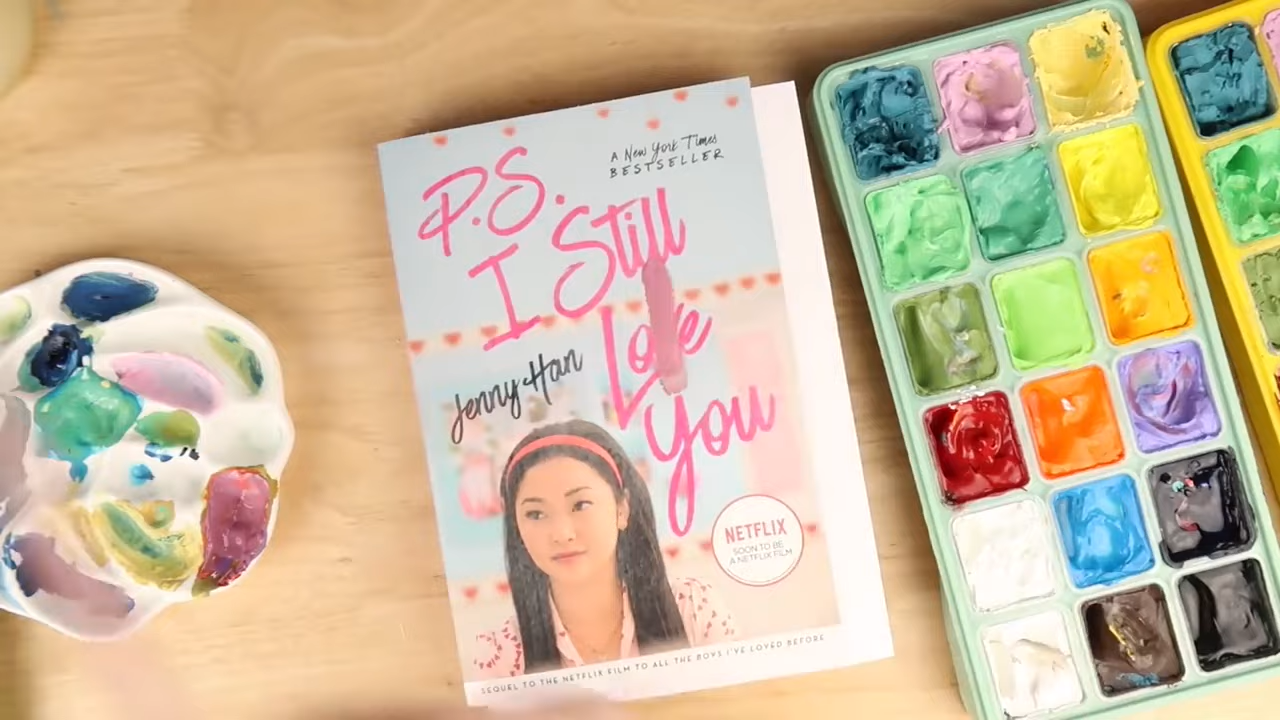 P.S.
I Still
Love
You
A New York Times
BESTSELLER
Jenny Han
NETFLIX
SOON TO BE
A NETFLIX FILM
SEQUEL TO THE NETFLIX FILM TO ALL THE BOYS I'VE LOVED BEFORE